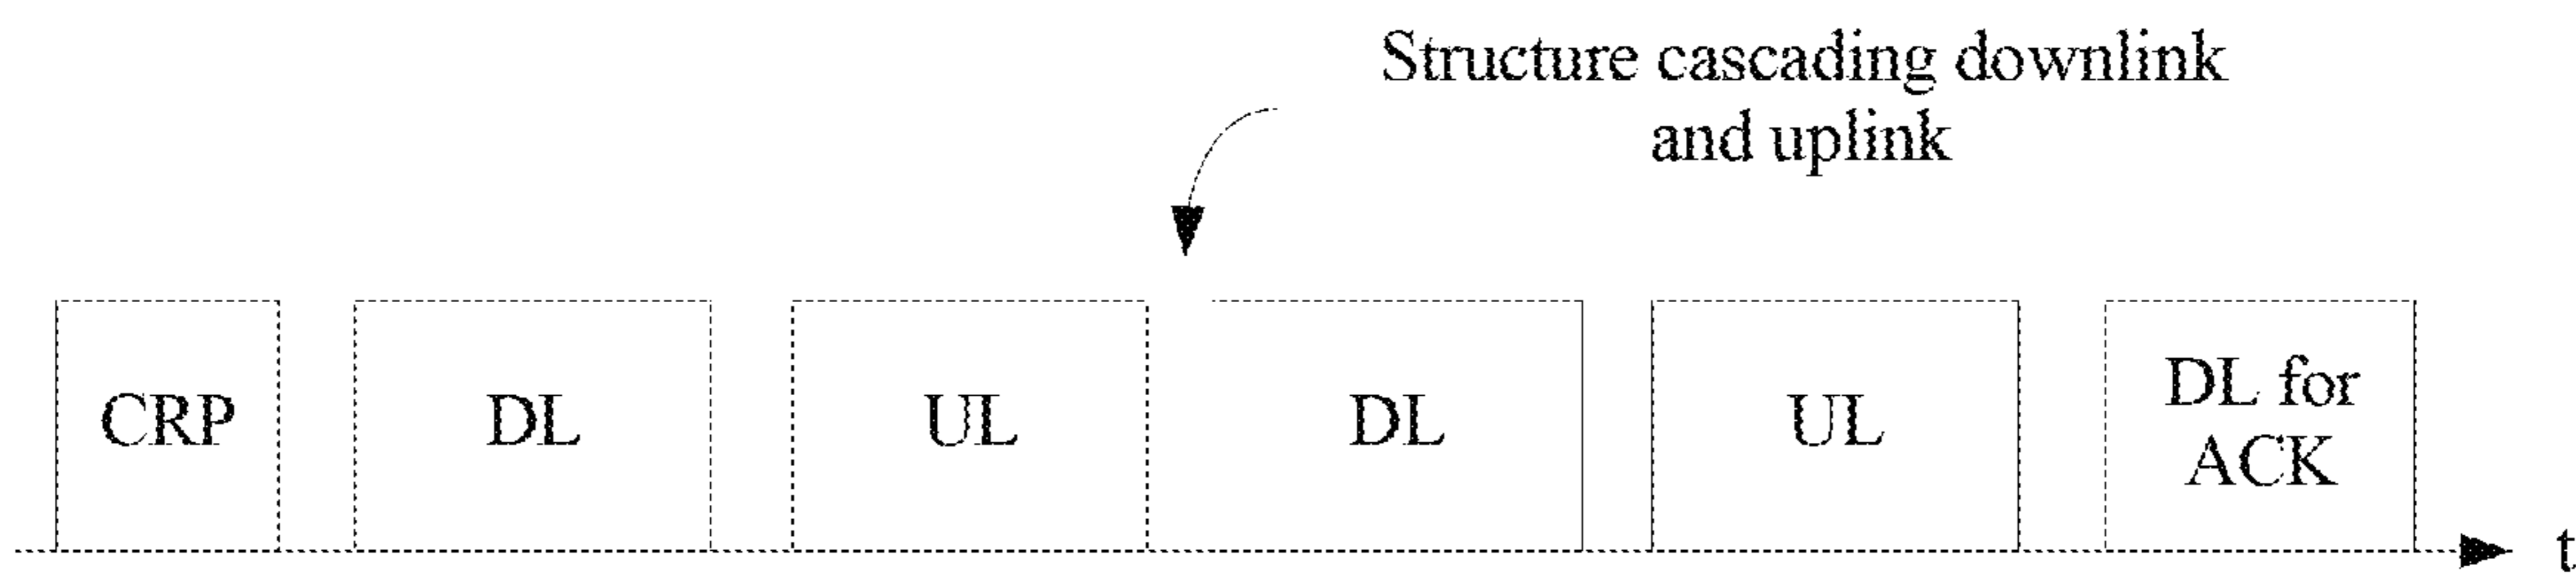 Structure cascading downlink
and uplink
CRP
DL
UL
DL
UL
DL for
ACK
t